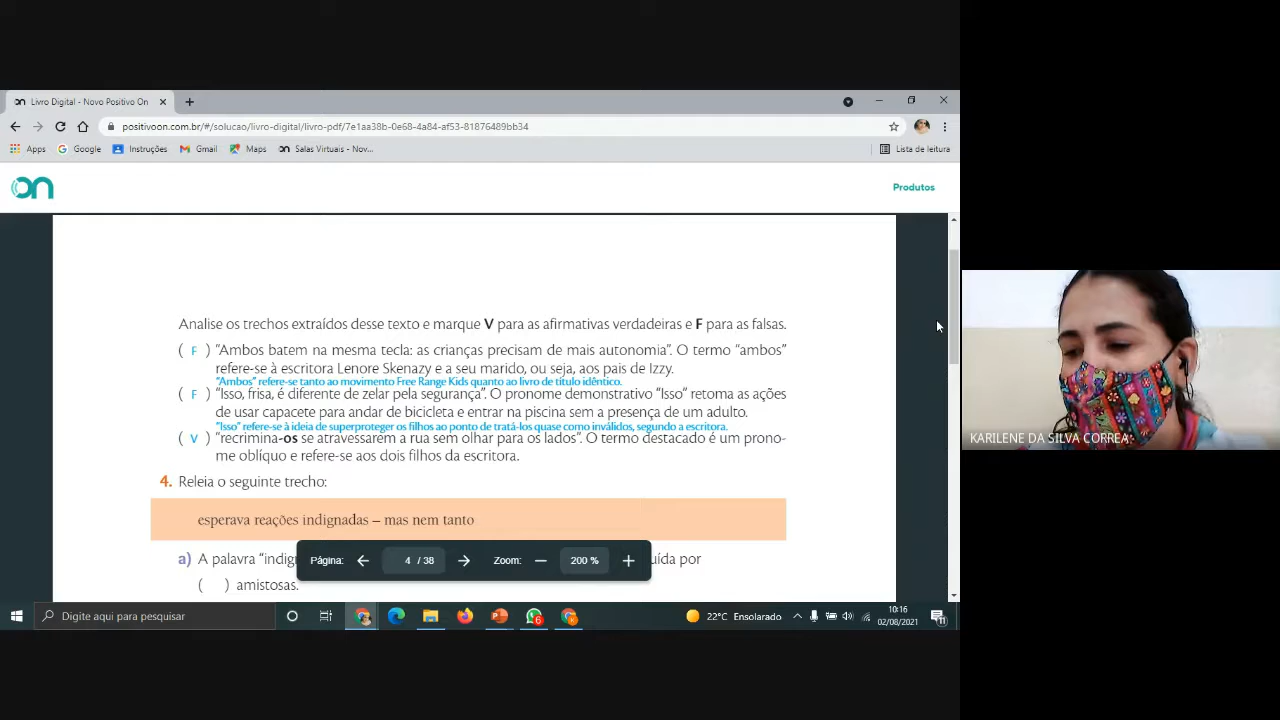 Livro Digital - Novo Positivo On
positivoon.com.br/#/solucao/livro-digital/livro-pdf/7e1aa38b-0e68-4a84-af53-81876489bb34
Apps Google Instruções Gmail Maps Salas Virtuais - Nov... Lista de leitura
on Produtos
Analise os trechos extraídos desse texto e marque V para as afirmativas verdadeiras e F para as falsas.
( F ) “Ambos batem na mesma tecla: as crianças precisam de mais autonomia”. O termo “ambos”
refere-se à escritora Lenore Skenazy e a seu marido, ou seja, aos pais de Izzy.
“Ambos” refere-se tanto ao movimento Free Range Kids quanto ao livro de título idêntico.
( F ) “Isso, frisa, é diferente de zelar pela segurança”. O pronome demonstrativo “Isso” retoma as ações
de usar capacete para andar de bicicleta e entrar na piscina sem a presença de um adulto.
“Isso” refere-se à ideia de superproteger os filhos ao ponto de tratá-los quase como inválidos, segundo a escritora.
( V ) “recrimina-os se atravessarem a rua sem olhar para os lados”. O termo destacado é um prono-
me oblíquo e refere-se aos dois filhos da escritora.
4. Releia o seguinte trecho:
esperava reações indignadas – mas nem tanto
a) A palavra “indig
uída por
Página: 4 / 38 Zoom: 200 %
( ) amistosas.
KARILENE DA SILVA CORREA
Digite aqui para pesquisar
6
22°C Ensolarado
10:16
02/08/2021
11